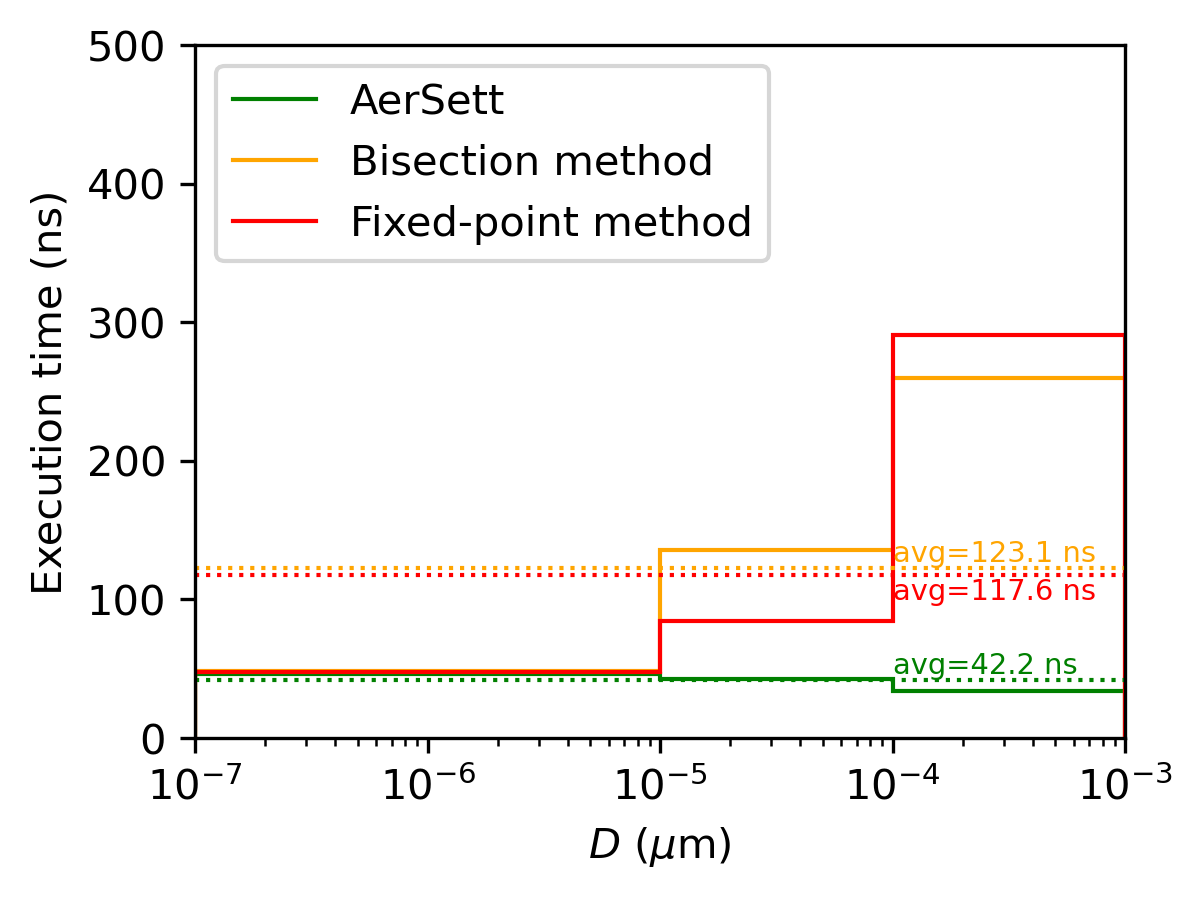 500
400
300
200
100
0
Execution time (ns)
AerSett
Bisection method
Fixed-point method
avg=123.1 ns
avg=117.6 ns
avg=42.2 ns
10⁻⁷ 10⁻⁶ 10⁻⁵ 10⁻⁴ 10⁻³
D (μm)